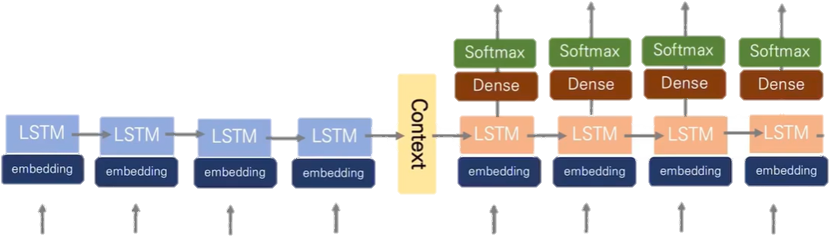 Softmax Softmax Softmax Softmax
Dense Dense Dense Dense
Context
LSTM LSTM LSTM LSTM LSTM LSTM LSTM LSTM
embedding embedding embedding embedding embedding embedding embedding embedding